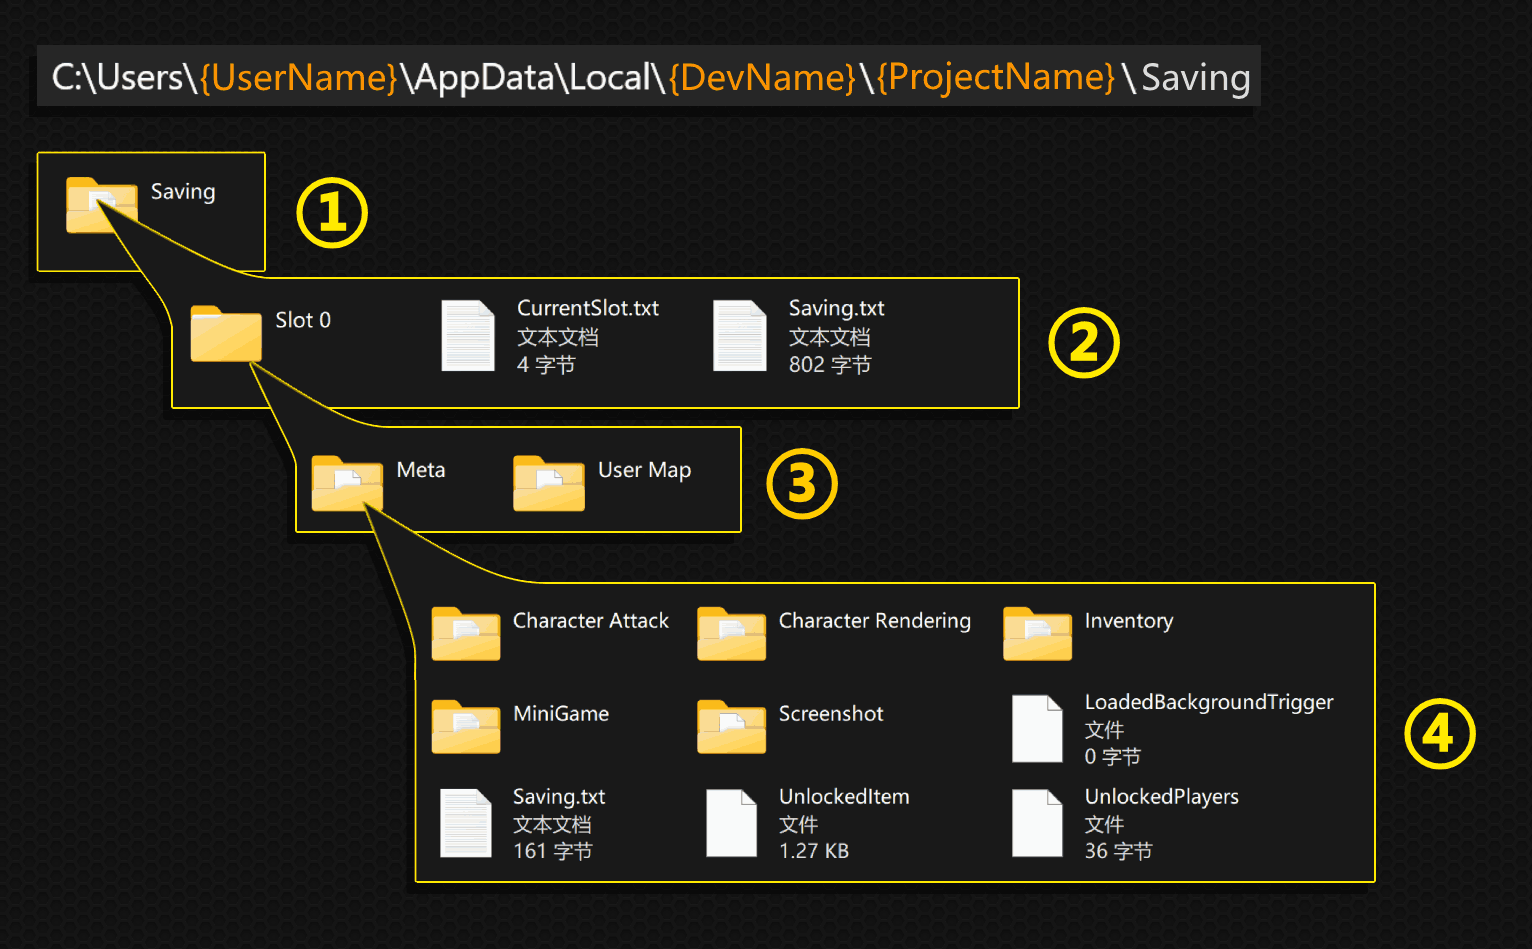 C:\Users\{UserName}\AppData\Local\{DevName}\{ProjectName}\Saving
Saving
①
Slot 0
CurrentSlot.txt
文本文档
4 字节
Saving.txt
文本文档
802 字节
②
Meta
User Map
③
Character Attack
Character Rendering
Inventory
MiniGame
Screenshot
LoadedBackgroundTrigger
文件
0 字节
④
Saving.txt
文本文档
161 字节
UnlockedItem
文件
1.27 KB
UnlockedPlayers
文件
36 字节